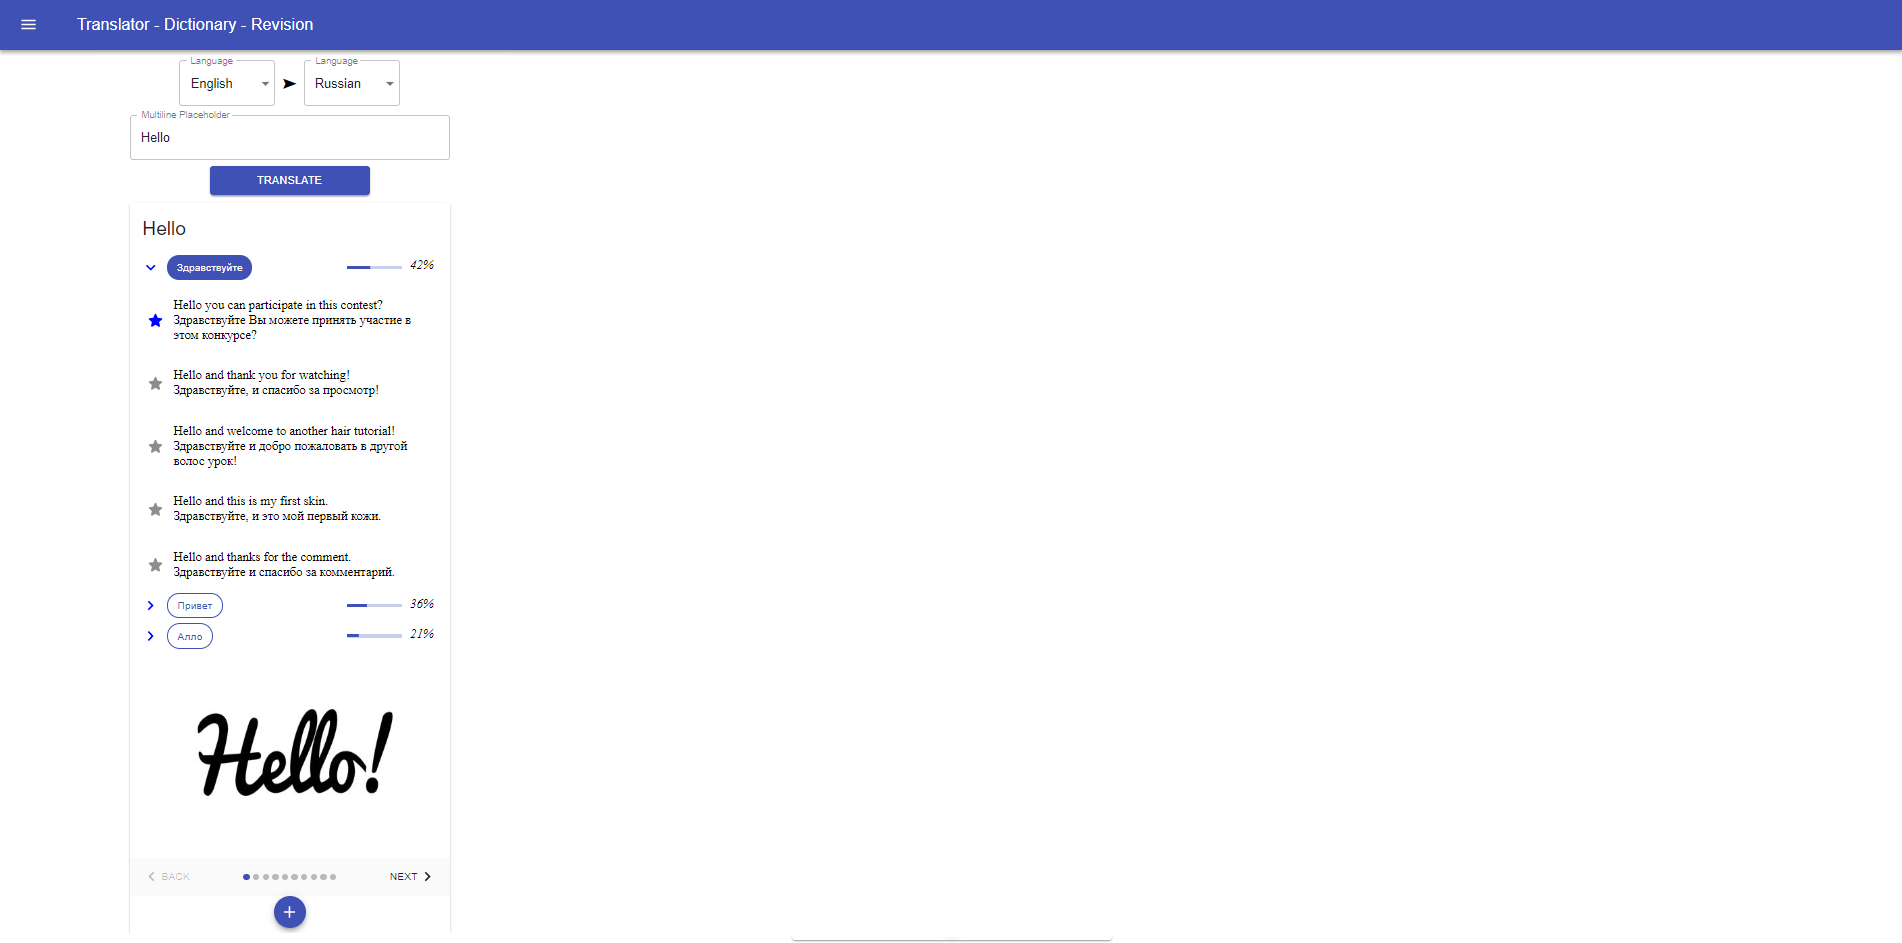 Translator - Dictionary - Revision
Language
Language
English
Russian
Multiline Placeholder
Hello
TRANSLATE
Hello
Здравствуйте
42%
Hello you can participate in this contest?
Здравствуйте Вы можете принять участие в
этом конкурсе?
Hello and thank you for watching!
Здравствуйте, и спасибо за просмотр!
Hello and welcome to another hair tutorial!
Здравствуйте и добро пожаловать в другой
волос урок!
Hello and this is my first skin.
Здравствуйте, и это мой первый кожи.
Hello and thanks for the comment.
Здравствуйте и спасибо за комментарий.
Привет
36%
Алло
21%
Hello!
BACK
NEXT